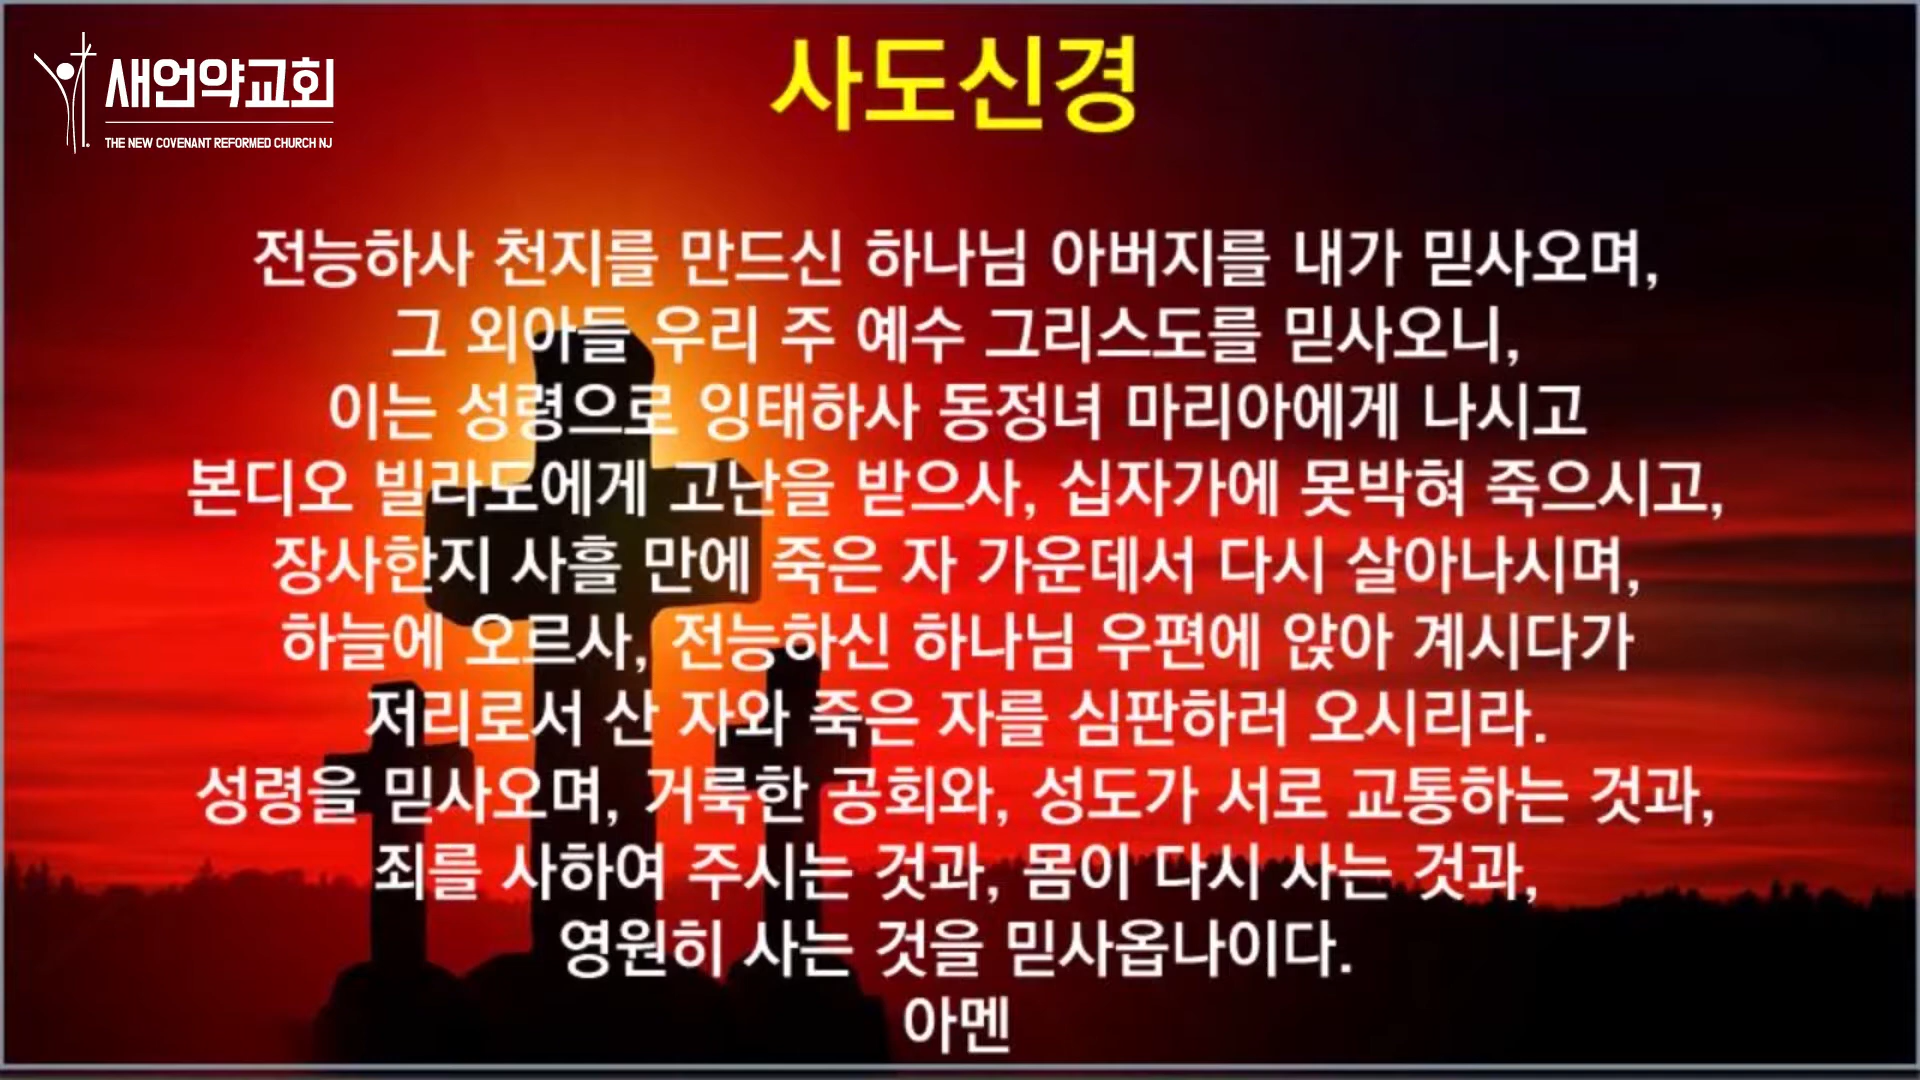 새언약교회
THE NEW COVENANT REFORMED CHURCH NJ
사도신경
전능하사 천지를 만드신 하나님 아버지를 내가 믿사오며,
그 외아들 우리 주 예수 그리스도를 믿사오니,
이는 성령으로 잉태하사 동정녀 마리아에게 나시고
본디오 빌라도에게 고난을 받으사, 십자가에 못박혀 죽으시고,
장사한지 사흘 만에 죽은 자 가운데서 다시 살아나시며,
하늘에 오르사, 전능하신 하나님 우편에 앉아 계시다가
저리로서 산 자와 죽은 자를 심판하러 오시리라.
성령을 믿사오며, 거룩한 공회와, 성도가 서로 교통하는 것과,
죄를 사하여 주시는 것과, 몸이 다시 사는 것과,
영원히 사는 것을 믿사옵나이다.
아멘